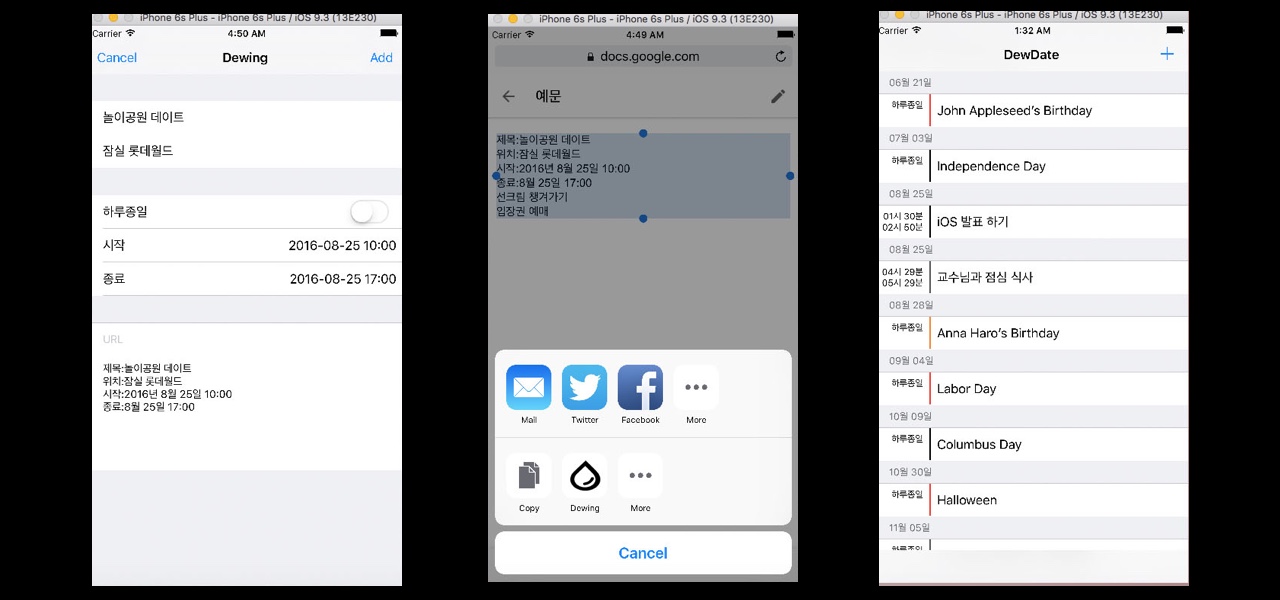 iPhone 6s Plus - iPhone 6s Plus / iOS 9.3 (13E230)
Carrier 4:50 AM
Cancel Dewing Add
놀이공원 데이트
잠실 롯데월드
하루종일
시작 2016-08-25 10:00
종료 2016-08-25 17:00
URL
제목:놀이공원 데이트
위치:잠실 롯데월드
시작:2016년 8월 25일 10:00
종료:8월 25일 17:00
iPhone 6s Plus - iPhone 6s Plus / iOS 9.3 (13E230)
Carrier 4:49 AM
docs.google.com
예문
제목:놀이공원 데이트
위치:잠실 롯데월드
시작:2016년 8월 25일 10:00
종료:8월 25일 17:00
선크림 챙겨가기
입장권 예매
Mail Twitter Facebook More
Copy Dewing More
Cancel
iPhone 6s Plus - iPhone 6s Plus / iOS 9.3 (13E230)
Carrier 1:32 AM
DewDate +
06월 21일
하루종일 John Appleseed's Birthday
07월 03일
하루종일 Independence Day
08월 25일
01시 30분
02시 50분
iOS 발표 하기
08월 25일
04시 29분
05시 29분
교수님과 점심 식사
08월 28일
하루종일 Anna Haro's Birthday
09월 04일
하루종일 Labor Day
10월 09일
하루종일 Columbus Day
10월 30일
하루종일 Halloween
11월 05일
하루종일